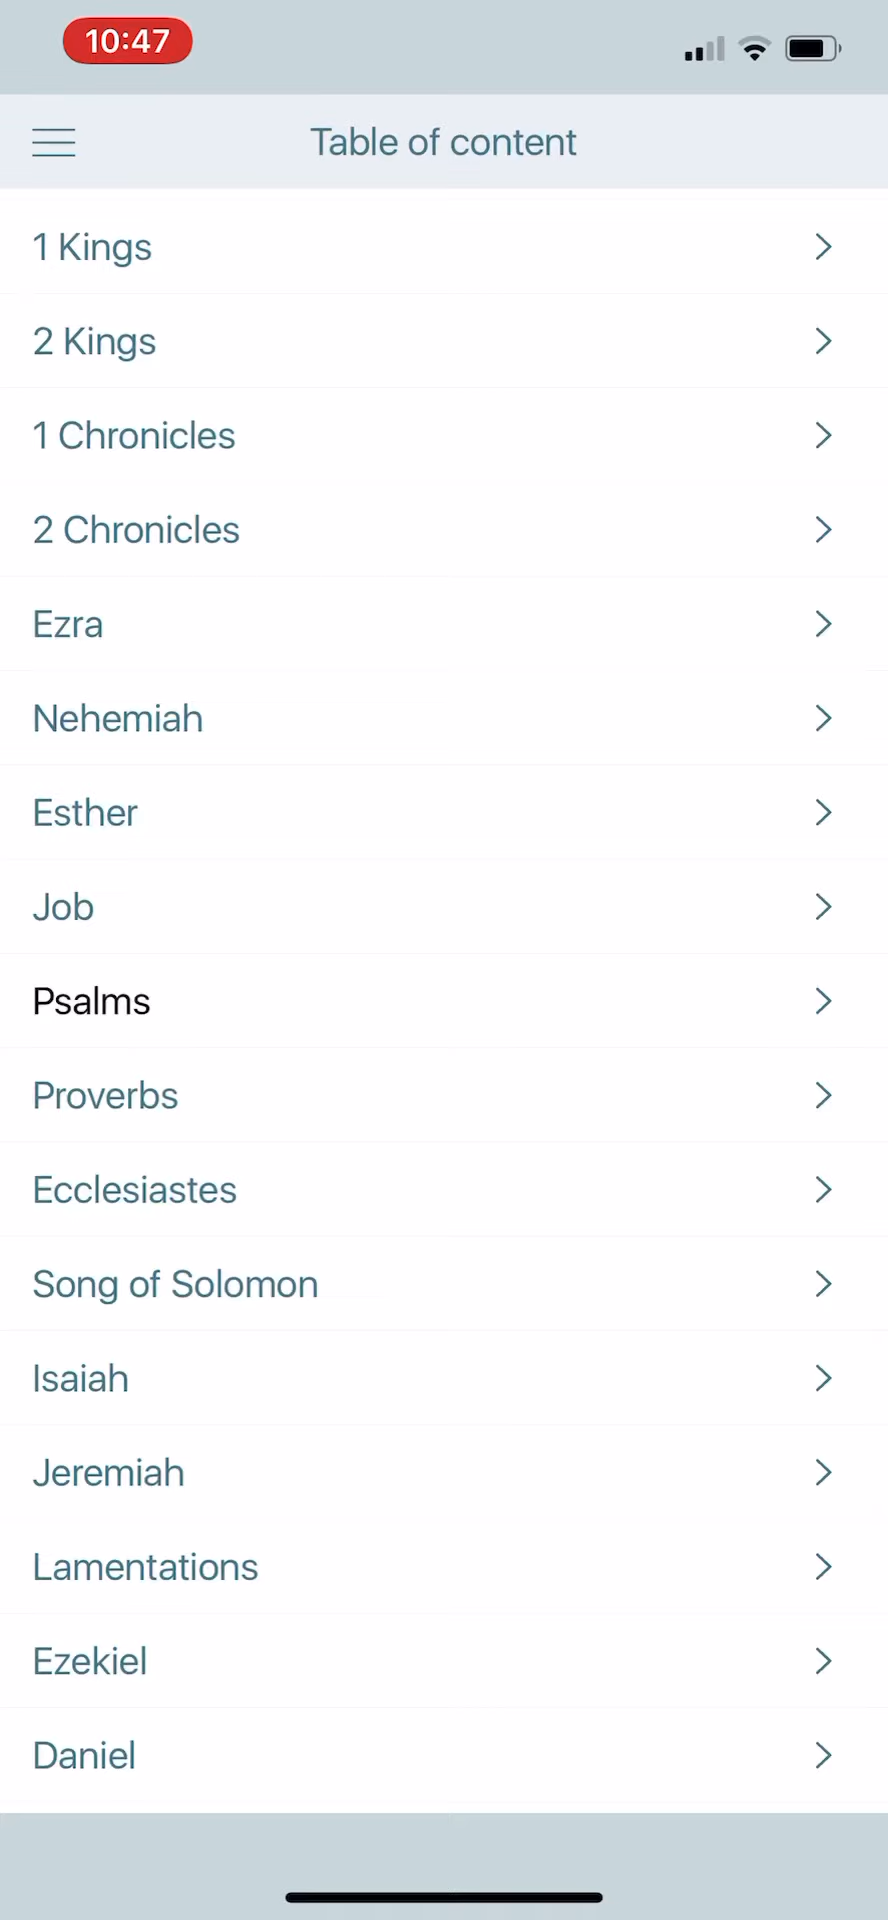 10:47
Table of content
1 Kings
2 Kings
1 Chronicles
2 Chronicles
Ezra
Nehemiah
Esther
Job
Psalms
Proverbs
Ecclesiastes
Song of Solomon
Isaiah
Jeremiah
Lamentations
Ezekiel
Daniel